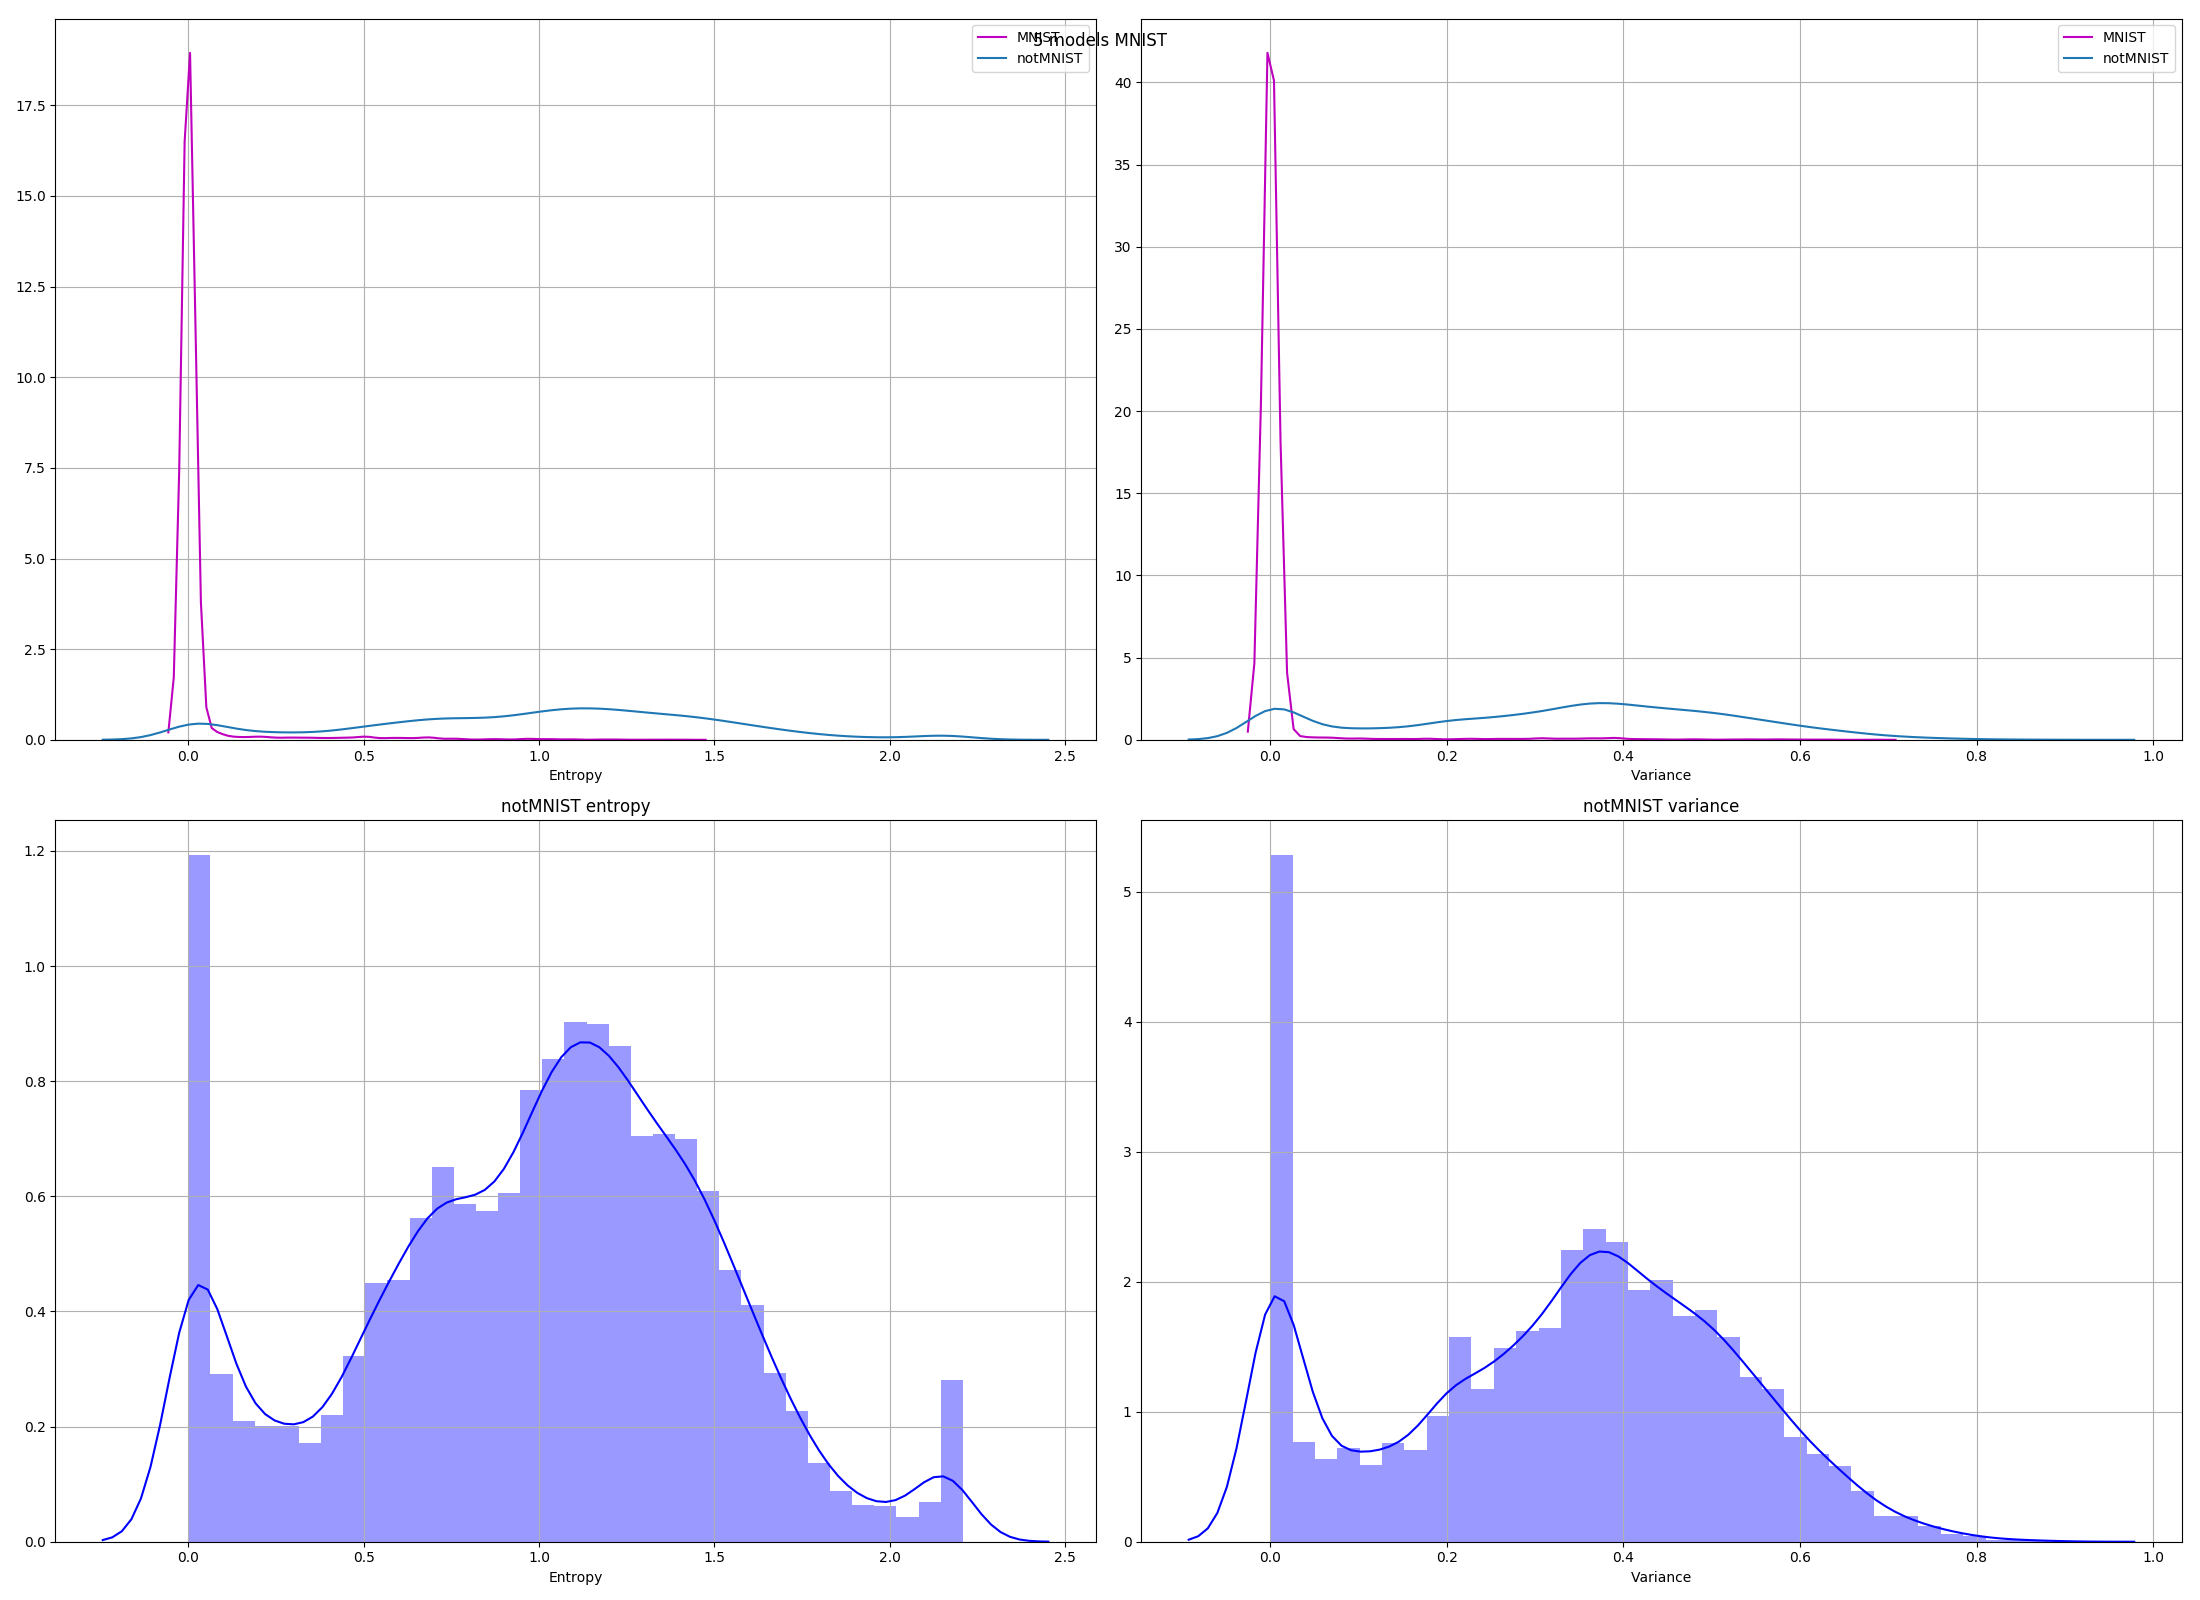 5 models MNIST
MNIST
notMNIST
17.5
15.0
12.5
10.0
7.5
5.0
2.5
0.0
0.0 0.5 1.0 1.5 2.0 2.5
Entropy
MNIST
notMNIST
40
35
30
25
20
15
10
5
0
0.0 0.2 0.4 0.6 0.8 1.0
Variance
notMNIST entropy
1.2
1.0
0.8
0.6
0.4
0.2
0.0
0.0 0.5 1.0 1.5 2.0 2.5
Entropy
notMNIST variance
5
4
3
2
1
0
0.0 0.2 0.4 0.6 0.8 1.0
Variance